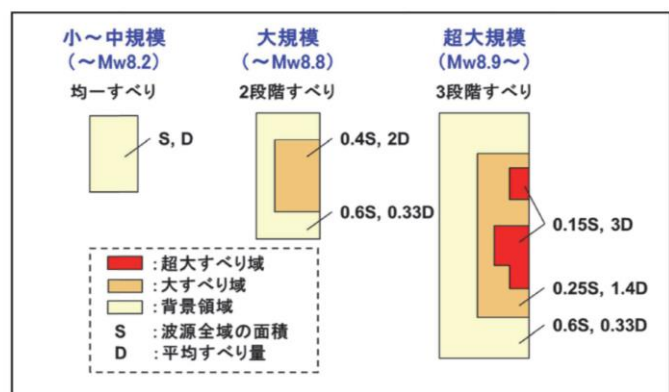 小～中規模
(～Mw8.2)
均一すべり
S, D
大規模
(～Mw8.8)
2段階すべり
0.4S, 2D
0.6S, 0.33D
超大規模
(Mw8.9～)
3段階すべり
0.15S, 3D
0.25S, 1.4D
0.6S, 0.33D
:超大すべり域
:大すべり域
:背景領域
S :波源全域の面積
D :平均すべり量